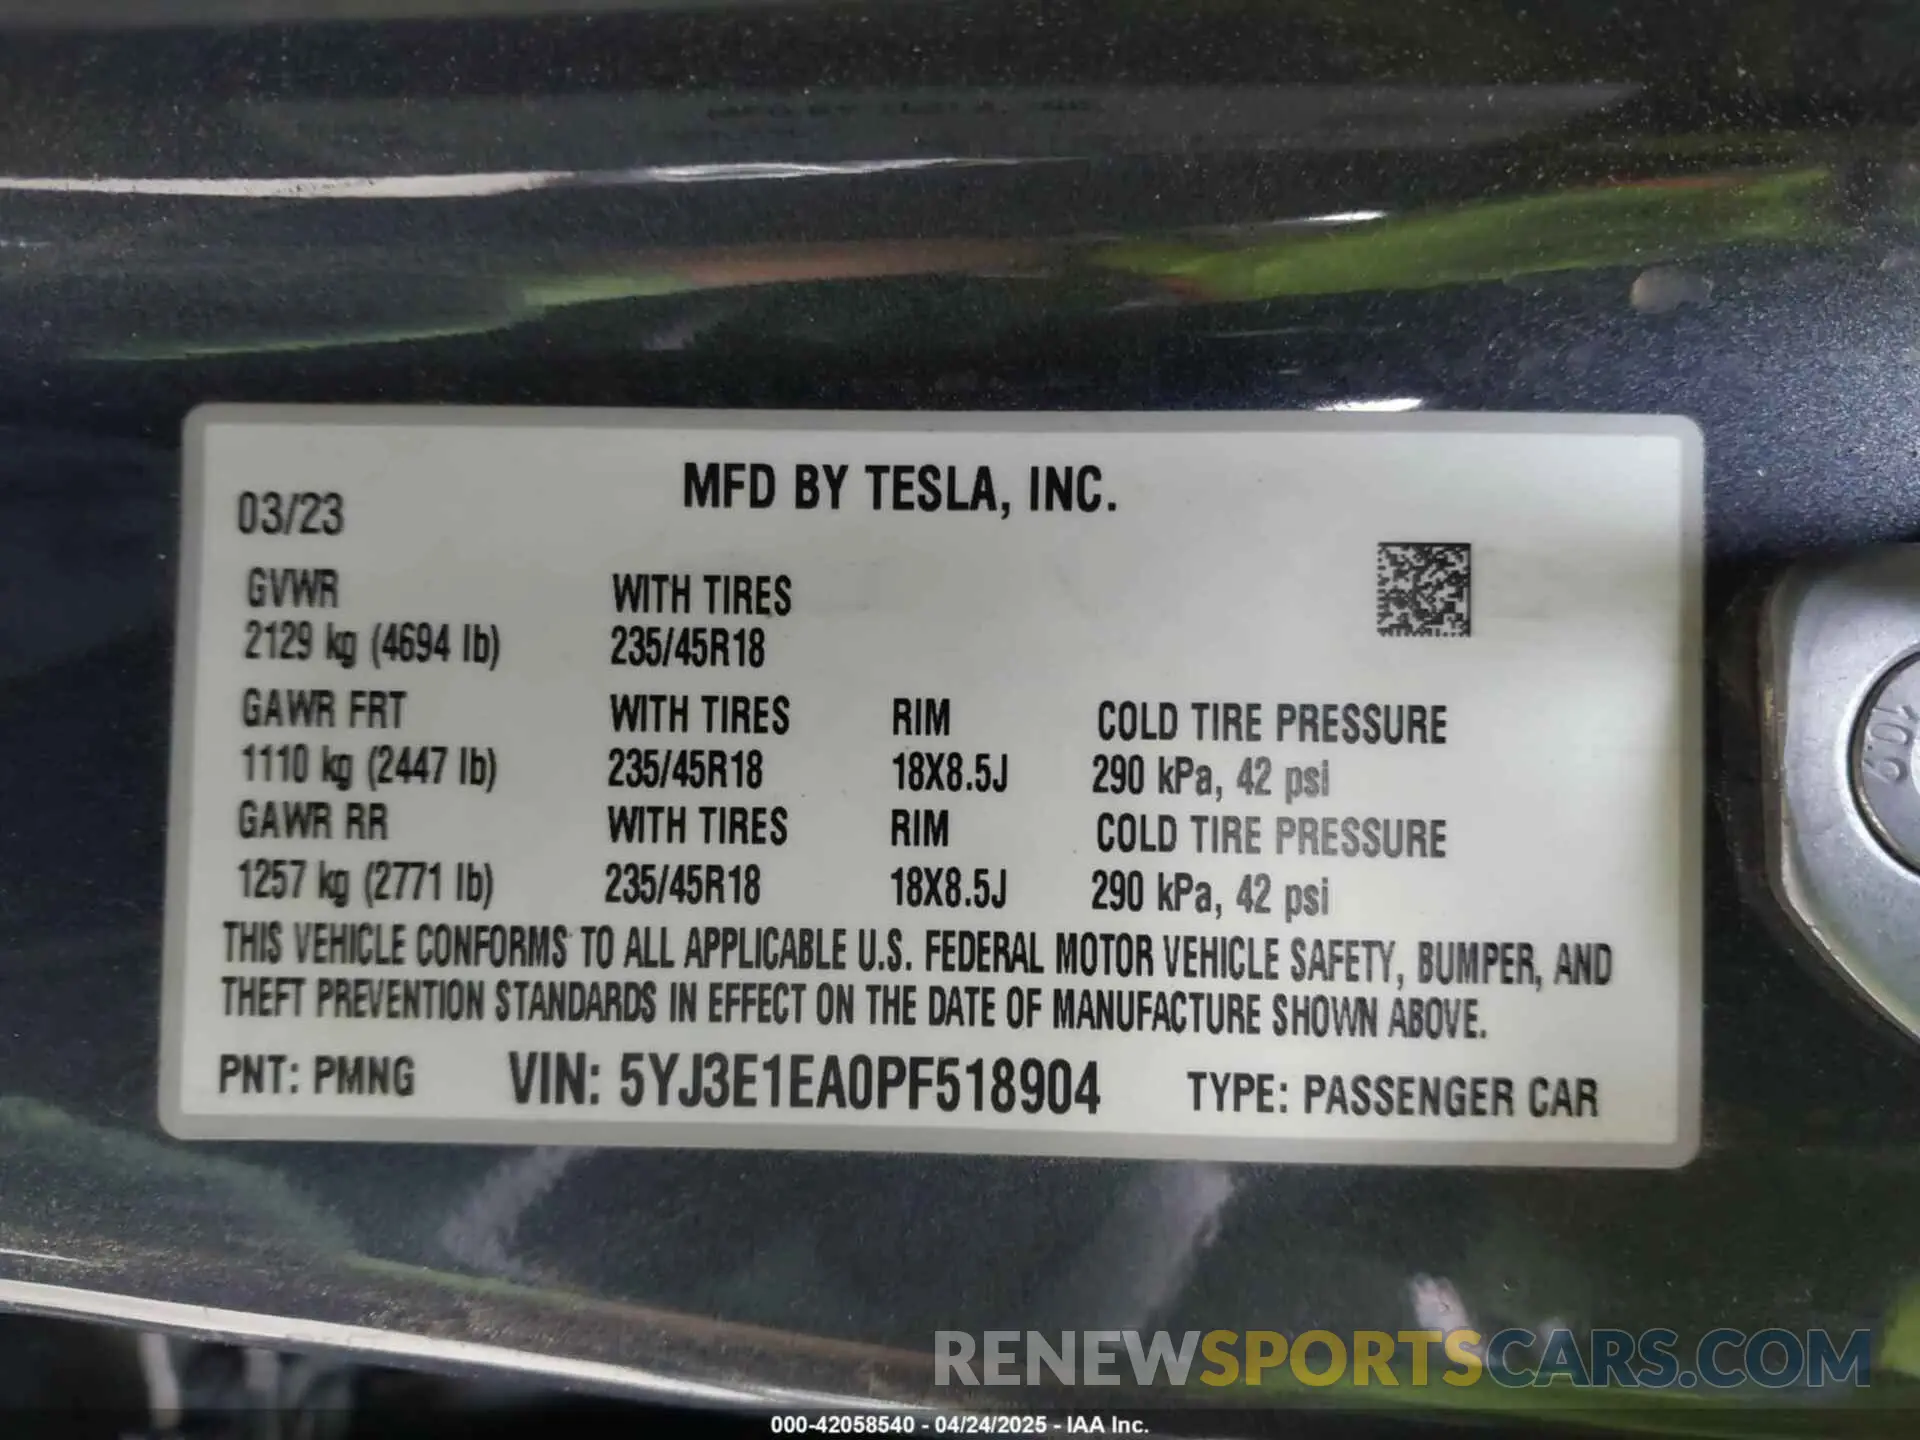 MFD BY TESLA, INC.
03/23
GVWR WITH TIRES
2129 kg (4694 lb) 235/45R18
GAWR FRT WITH TIRES RIM COLD TIRE PRESSURE
1110 kg (2447 lb) 235/45R18 18X8.5J 290 kPa, 42 psi
GAWR RR WITH TIRES RIM COLD TIRE PRESSURE
1257 kg (2771 lb) 235/45R18 18X8.5J 290 kPa, 42 psi
THIS VEHICLE CONFORMS TO ALL APPLICABLE U.S. FEDERAL MOTOR VEHICLE SAFETY, BUMPER, AND
THEFT PREVENTION STANDARDS IN EFFECT ON THE DATE OF MANUFACTURE SHOWN ABOVE.
PNT: PMNG VIN: 5YJ3E1EA0PF518904 TYPE: PASSENGER CAR
10.9
RENEWSPORTSCARS.COM
000-42058540 - 04/24/2025 - IAA Inc.